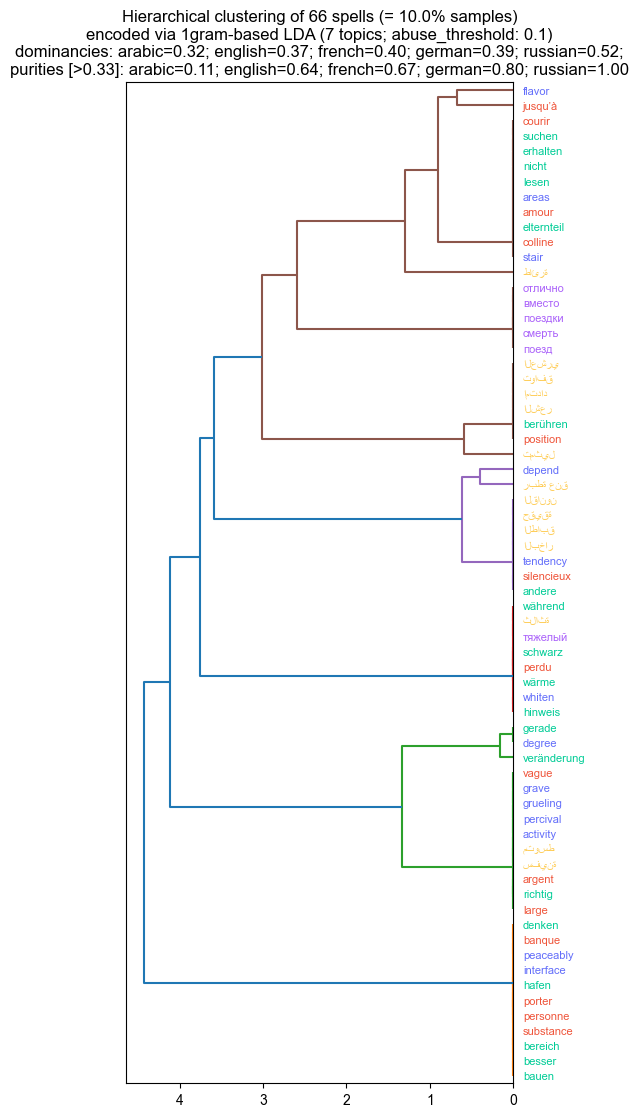 Hierarchical clustering of 66 spells (= 10.0% samples)
encoded via 1gram-based LDA (7 topics; abuse_threshold: 0.1)
dominancies: arabic=0.32; english=0.37; french=0.40; german=0.39; russian=0.52;
purities [>0.33]: arabic=0.11; english=0.64; french=0.67; german=0.80; russian=1.00
flavor
jusqu'à
courir
suchen
erhalten
nicht
lesen
areas
amour
elternteil
colline
stair
طائرة
отлично
вместо
поездки
смерть
поезд
العشري
توافق
امتداد
الشعر
berühren
position
تمثيل
depend
ربطة عنق
القانون
حقيقة
الطابق
البخار
tendency
silencieux
andere
während
ثلاثة
тяжелый
schwarz
perdu
wärme
whiten
hinweis
gerade
degree
veränderung
vague
grave
grueling
percival
activity
متوسط
سفينة
argent
richtig
large
denken
banque
peaceably
interface
hafen
porter
personne
substance
bereich
besser
bauen
4 3 2 1 0